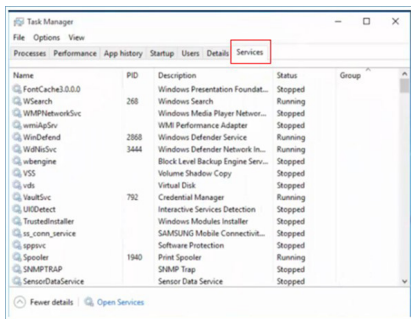 Task Manager
File Options View
Processes Performance App history Startup Users Details Services
Name PID Description Status Group
FontCache3.0.0.0 Windows Presentation Foundat... Stopped
WSearch 268 Windows Search Running
WMPNetworkSvc Windows Media Player Networ... Stopped
wmiApSrv WMI Performance Adapter Stopped
WinDefend 2868 Windows Defender Service Running
WdNisSvc 3444 Windows Defender Network In... Running
wbengine Block Level Backup Engine Serv... Stopped
VSS Volume Shadow Copy Stopped
vds Virtual Disk Stopped
VaultSvc 792 Credential Manager Running
UI0Detect Interactive Services Detection Stopped
TrustedInstaller Windows Modules Installer Stopped
ss_conn_service SAMSUNG Mobile Connectivit... Stopped
sppsvc Software Protection Stopped
Spooler 1940 Print Spooler Running
SNMPTRAP SNMP Trap Stopped
SensorDataService Sensor Data Service Stopped
Fewer details Open Services